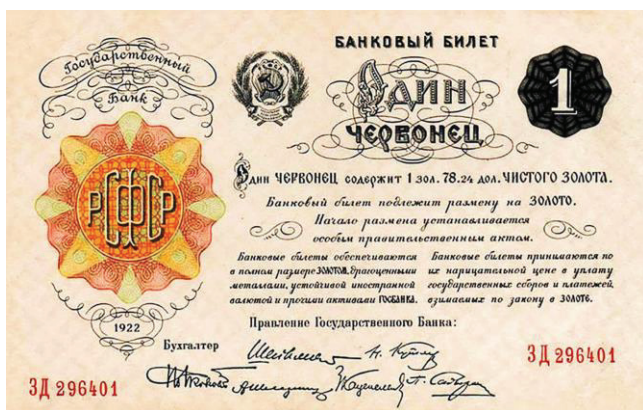 Государственный
Банк
РСФСР
1922
БАНКОВЫЙ БИЛЕТ
Один
ЧЕРВОНЕЦ
1
Один ЧЕРВОНЕЦ содержит 1 зол. 78.24 дол. ЧИСТОГО ЗОЛОТА.
Банковый билет подлежит размену на ЗОЛОТО.
Начало размена устанавливается
особым правительственным актом.
Банковые билеты обеспечиваются
в полном размере ЗОЛОТОМ, драгоценными
металлами, устойчивой иностранной
валютой и прочими активами ГОСБАНКА.
Банковые билеты принимаются по
их нарицательной цене в уплату
государственных сборов и платежей,
взимаемых по закону в ЗОЛОТЕ.
Правление Государственного Банка:
Бухгалтер
ЗД 296401
ЗД 296401